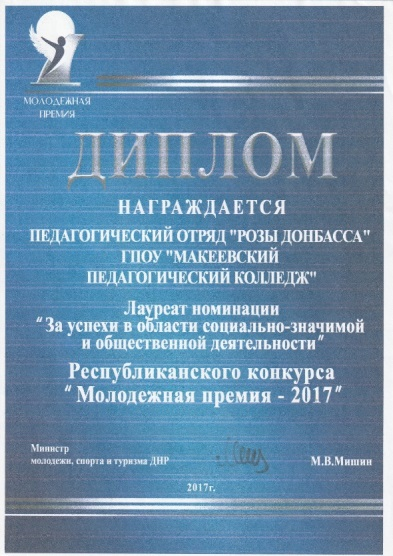 МОЛОДЕЖНАЯ
ПРЕМИЯ
ДИПЛОМ
НАГРАЖДАЕТСЯ
ПЕДАГОГИЧЕСКИЙ ОТРЯД "РОЗЫ ДОНБАССА"
ГПОУ "МАКЕЕВСКИЙ
ПЕДАГОГИЧЕСКИЙ КОЛЛЕДЖ"
Лауреат номинации
"За успехи в области социально-значимой
и общественной деятельности"
Республиканского конкурса
"Молодежная премия - 2017"
Министр
молодежи, спорта и туризма ДНР
М.В.Мишин
2017г.